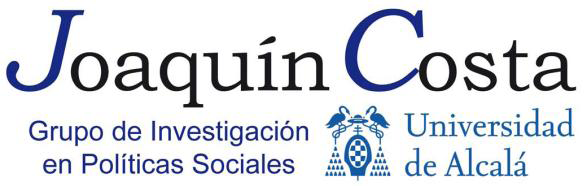 Joaquín Costa
Grupo de Investigación
en Políticas Sociales
Universidad
de Alcalá